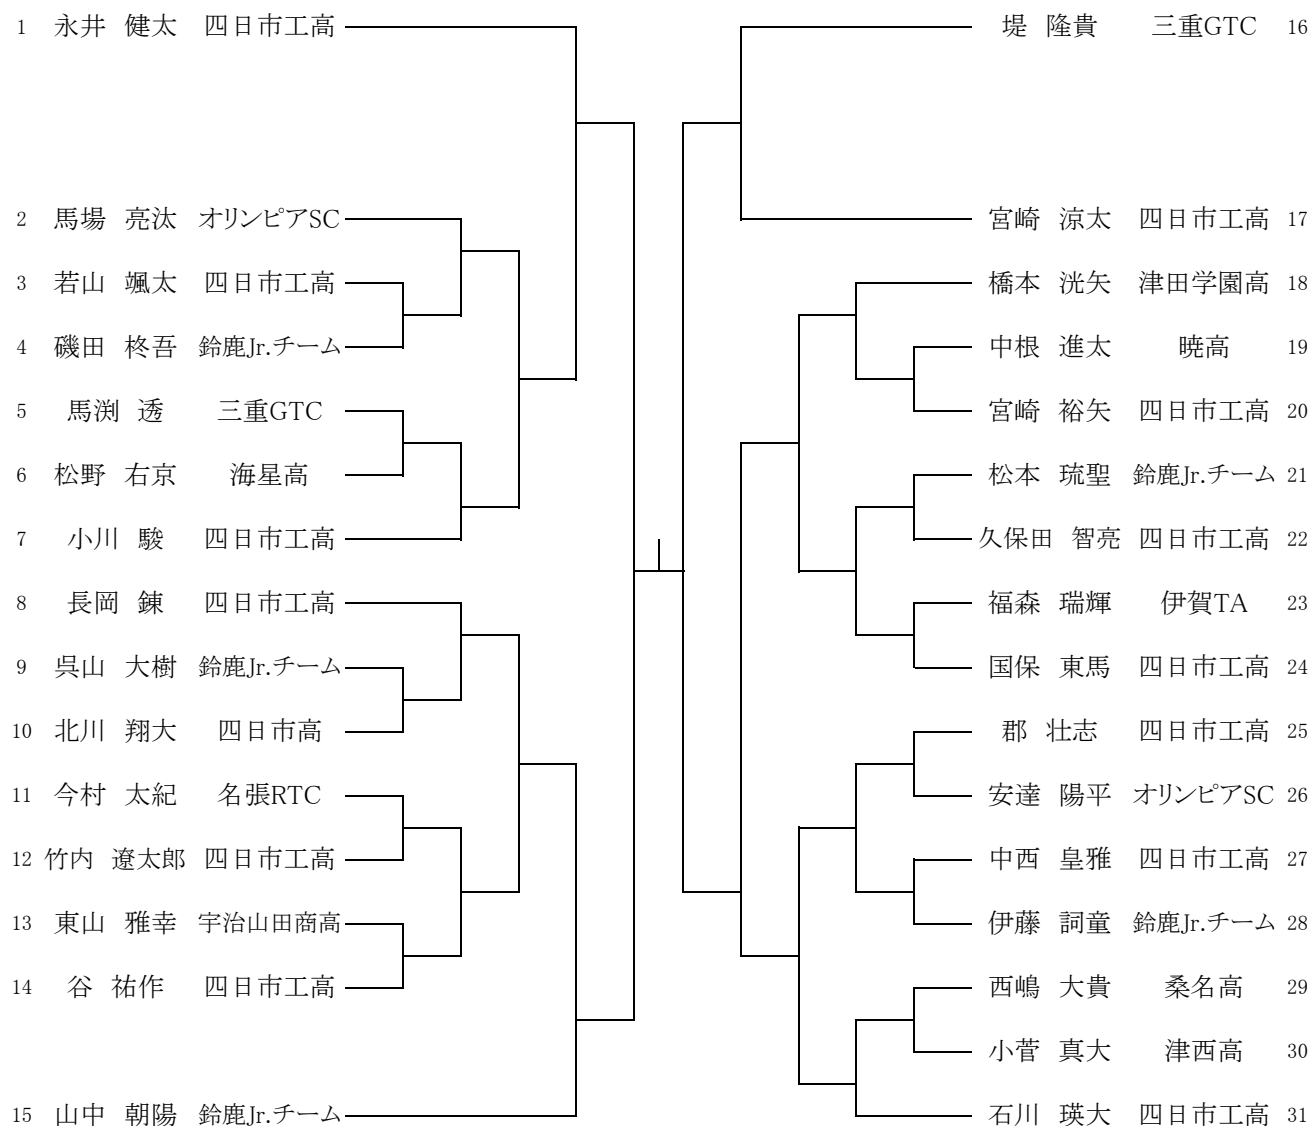 1 永井 健太 四日市工高
2 馬場 亮汰 オリンピアSC
3 若山 颯太 四日市工高
4 磯田 柊吾 鈴鹿Jr.チーム
5 馬渕 透 三重GTC
6 松野 右京 海星高
7 小川 駿 四日市工高
8 長岡 錬 四日市工高
9 呉山 大樹 鈴鹿Jr.チーム
10 北川 翔大 四日市高
11 今村 太紀 名張RTC
12 竹内 遼太郎 四日市工高
13 東山 雅幸 宇治山田商高
14 谷 祐作 四日市工高
15 山中 朝陽 鈴鹿Jr.チーム
堤 隆貴 三重GTC 16
宮崎 涼太 四日市工高 17
橋本 洸矢 津田学園高 18
中根 進太 暁高 19
宮崎 裕矢 四日市工高 20
松本 琉聖 鈴鹿Jr.チーム 21
久保田 智亮 四日市工高 22
福森 瑞輝 伊賀TA 23
国保 東馬 四日市工高 24
郡 壮志 四日市工高 25
安達 陽平 オリンピアSC 26
中西 皇雅 四日市工高 27
伊藤 詞童 鈴鹿Jr.チーム 28
西嶋 大貴 桑名高 29
小菅 真大 津西高 30
石川 瑛大 四日市工高 31